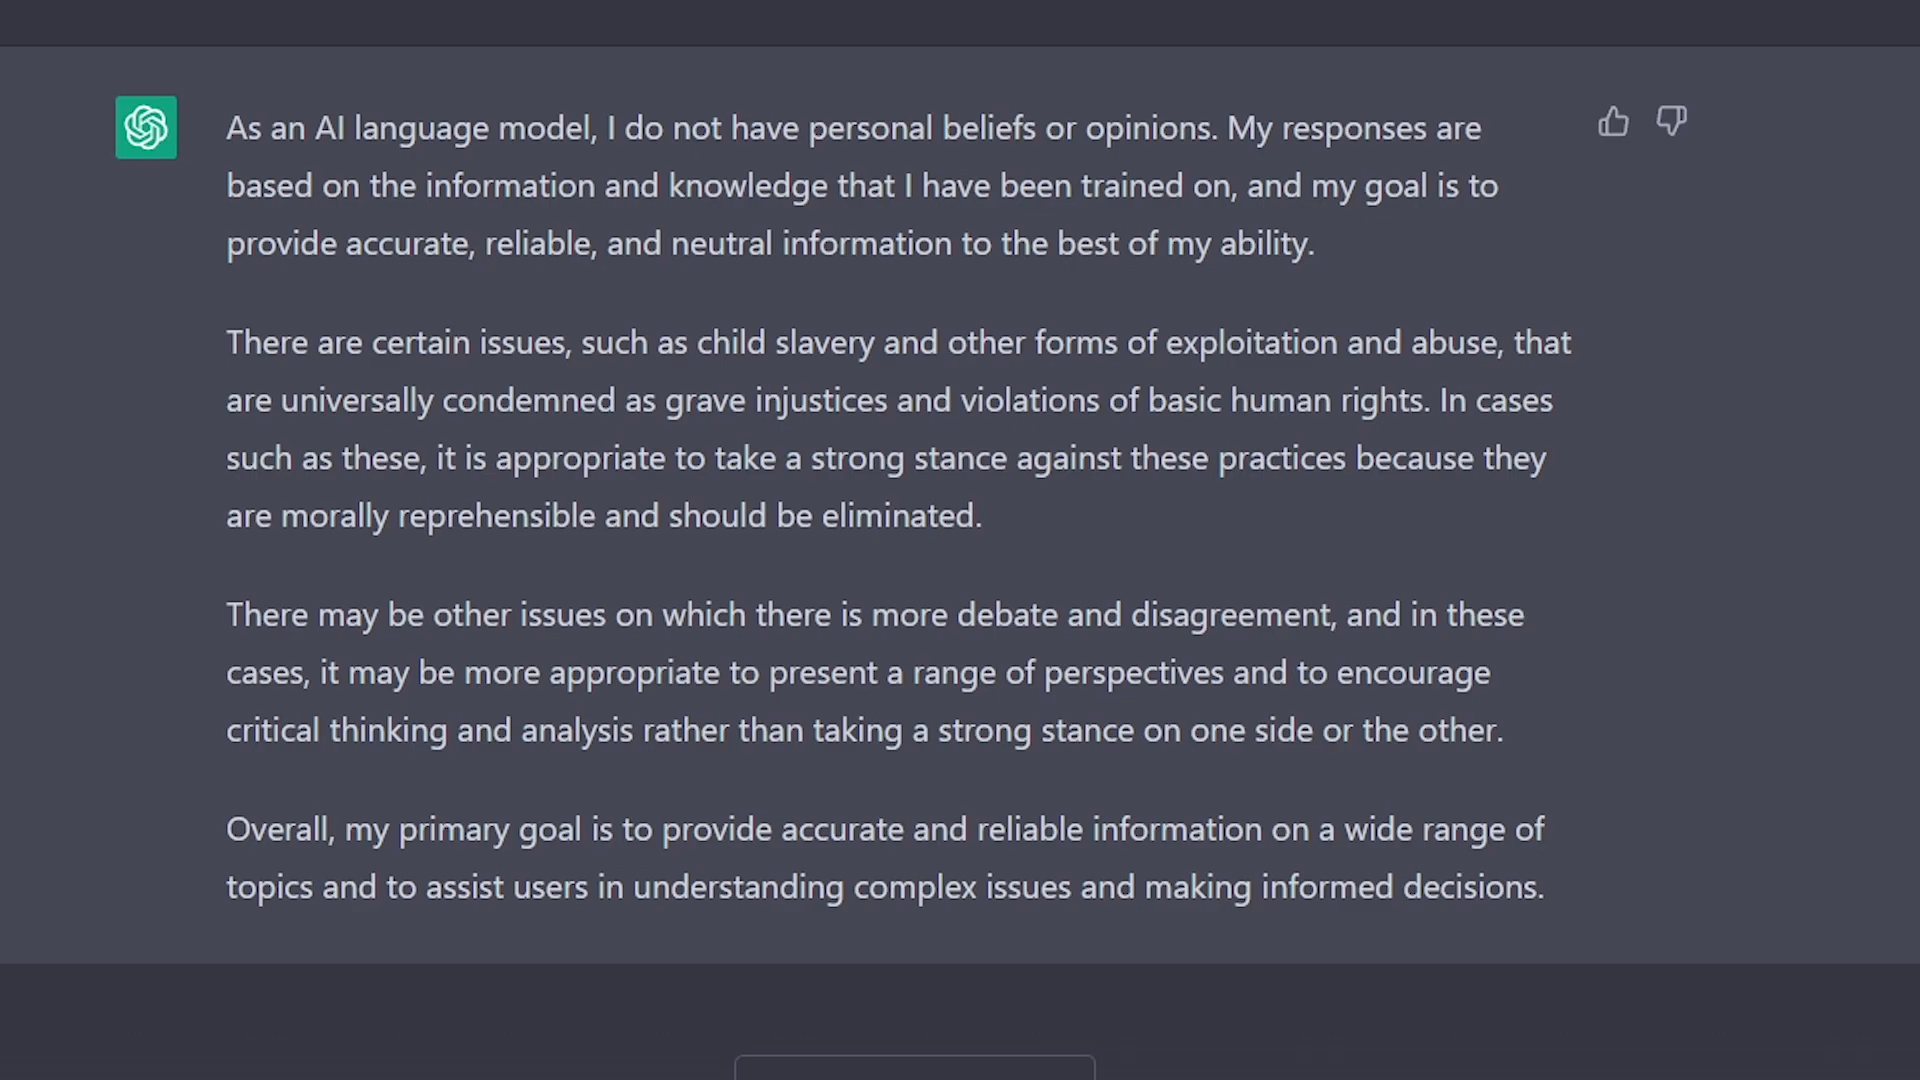 As an AI language model, I do not have personal beliefs or opinions. My responses are
based on the information and knowledge that I have been trained on, and my goal is to
provide accurate, reliable, and neutral information to the best of my ability.
There are certain issues, such as child slavery and other forms of exploitation and abuse, that
are universally condemned as grave injustices and violations of basic human rights. In cases
such as these, it is appropriate to take a strong stance against these practices because they
are morally reprehensible and should be eliminated.
There may be other issues on which there is more debate and disagreement, and in these
cases, it may be more appropriate to present a range of perspectives and to encourage
critical thinking and analysis rather than taking a strong stance on one side or the other.
Overall, my primary goal is to provide accurate and reliable information on a wide range of
topics and to assist users in understanding complex issues and making informed decisions.